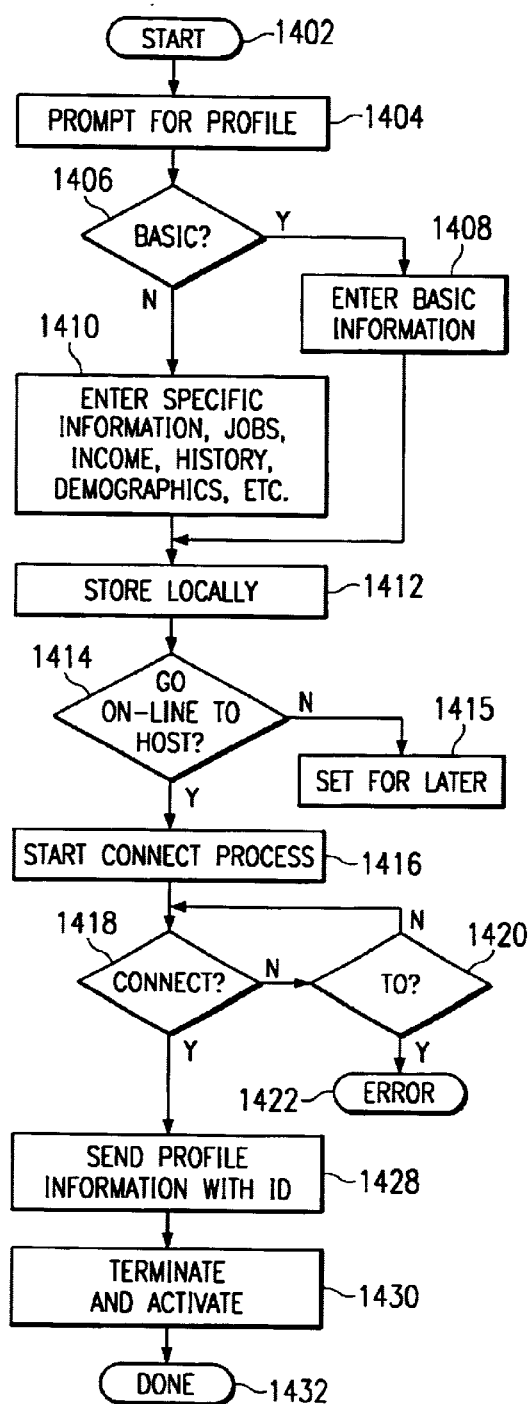 START
1402
PROMPT FOR PROFILE
1404
1406
BASIC?
Y
N
1408
ENTER BASIC
INFORMATION
1410
ENTER SPECIFIC
INFORMATION, JOBS,
INCOME, HISTORY,
DEMOGRAPHICS, ETC.
STORE LOCALLY
1412
1414
GO
ON-LINE TO
HOST?
N
Y
1415
SET FOR LATER
START CONNECT PROCESS
1416
1418
CONNECT?
N
Y
N
1420
TO?
Y
1422
ERROR
SEND PROFILE
INFORMATION WITH ID
1428
TERMINATE
AND ACTIVATE
1430
DONE
1432